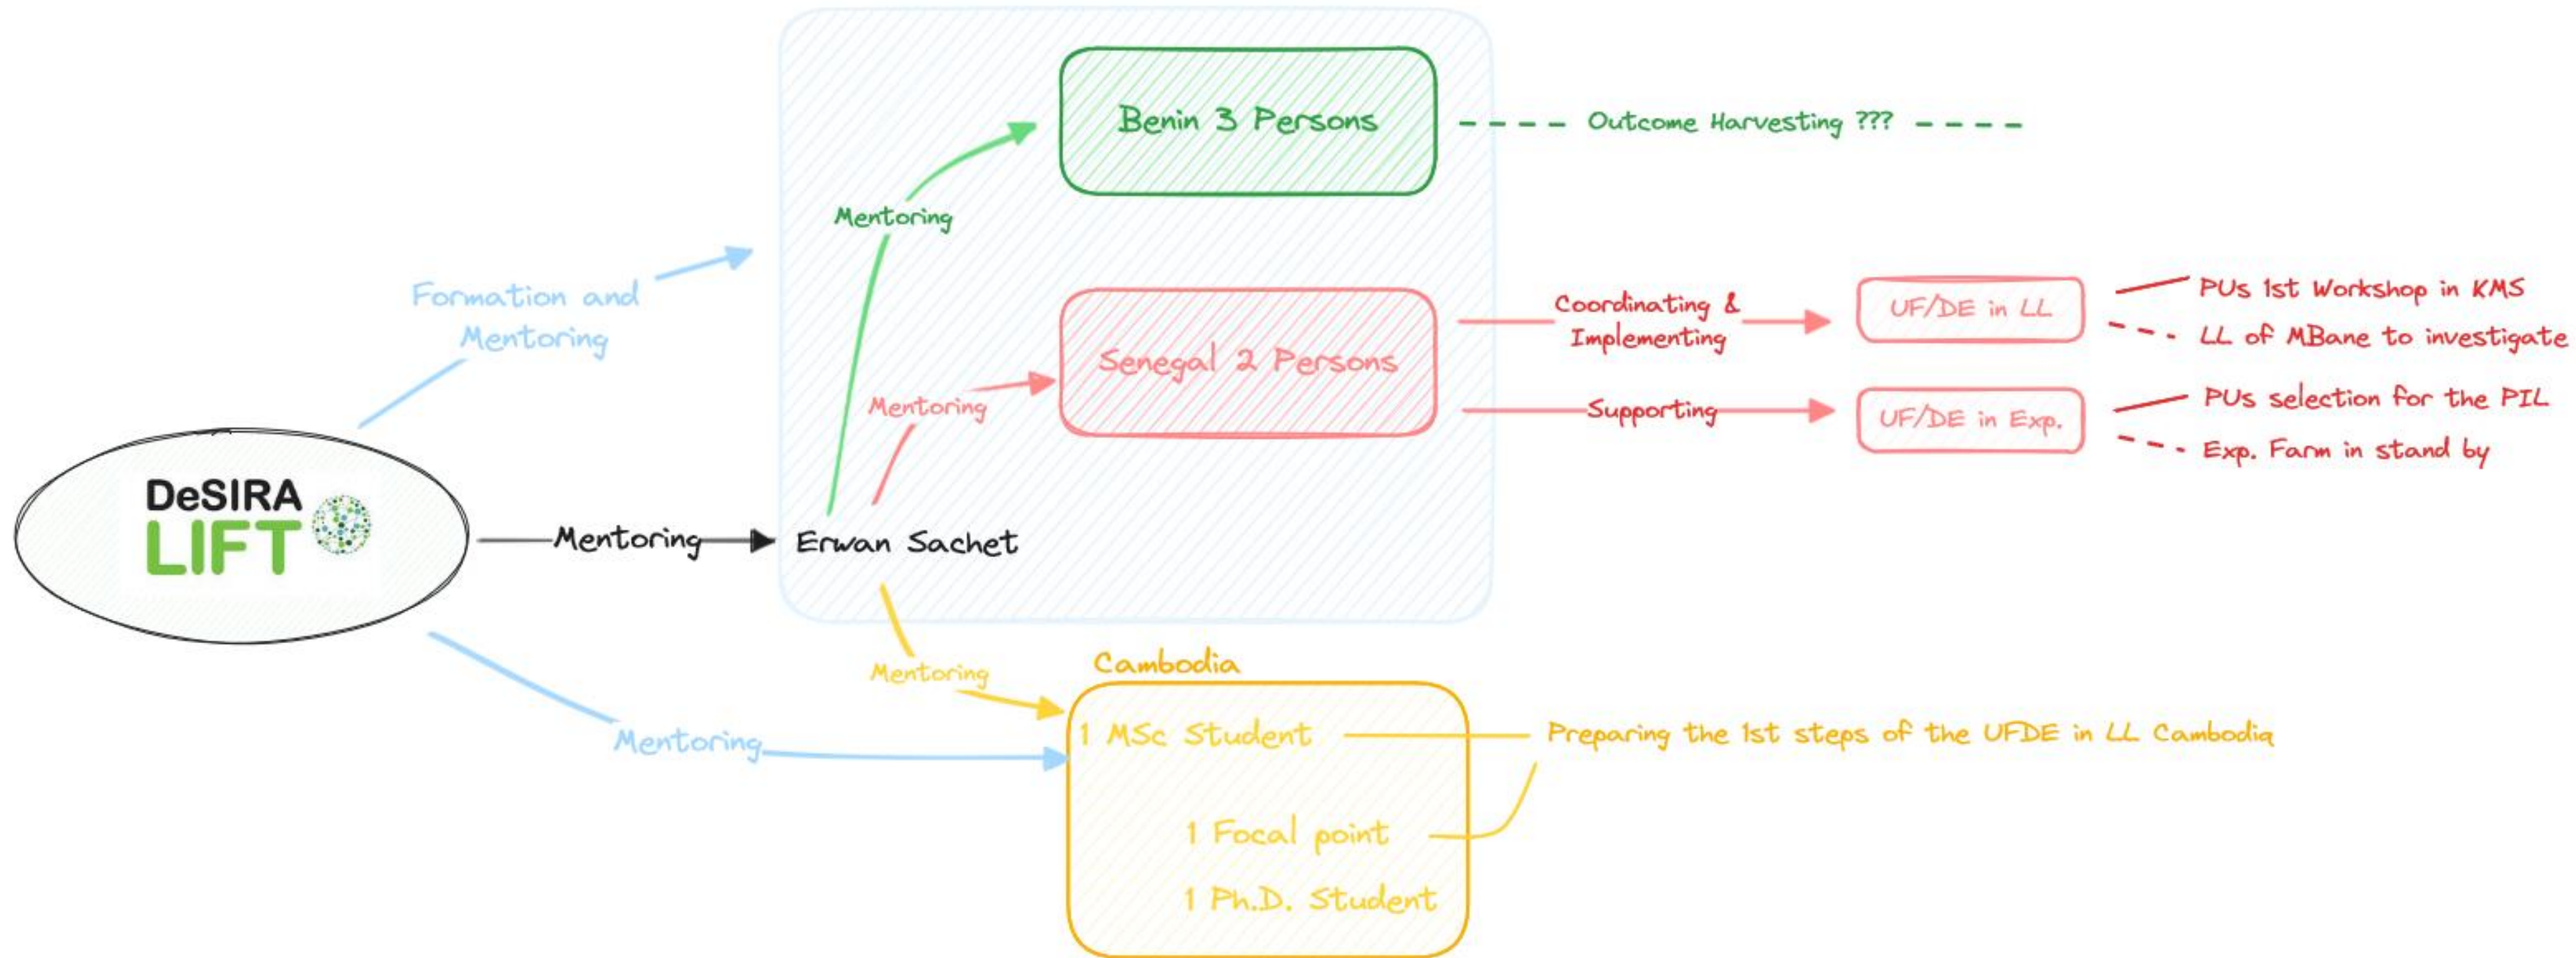 Benin 3 Persons
Outcome Harvesting ???
Mentoring
Formation and
Mentoring
Senegal 2 Persons
Mentoring
Coordinating &
Implementing
UF/DE in LL
PUs 1st Workshop in KMS
LL of MBane to investigate
Supporting
UF/DE in Exp.
PUs selection for the PIL
Exp. Farm in stand by
DeSIRA
LIFT
Mentoring
Erwan Sachet
Mentoring
Mentoring
Cambodia
1 MSc Student
Preparing the 1st steps of the UFDE in LL Cambodia
1 Focal point
1 Ph.D. Student